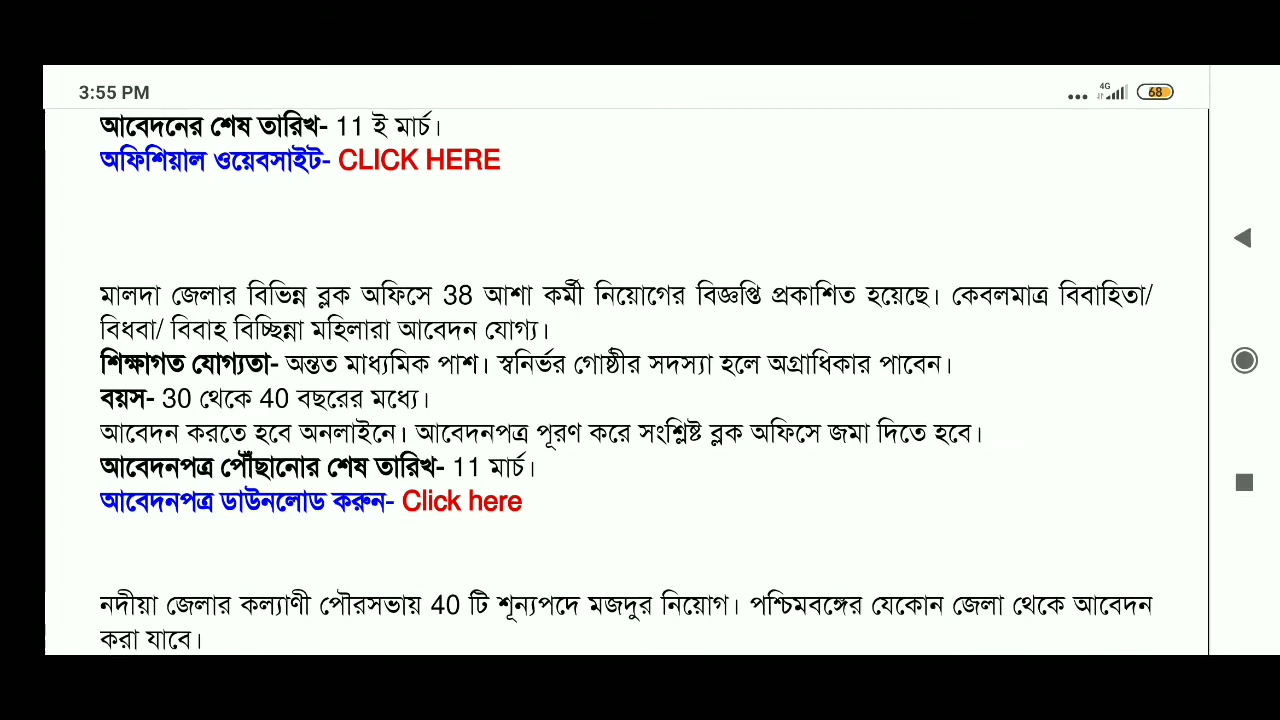 3:55 PM
4G
68
আবেদনের শেষ তারিখ- 11 ই মার্চ।
অফিশিয়াল ওয়েবসাইট- CLICK HERE
মালদা জেলার বিভিন্ন ব্লক অফিসে 38 আশা কর্মী নিয়োগের বিজ্ঞপ্তি প্রকাশিত হয়েছে। কেবলমাত্র বিবাহিতা/
বিধবা/ বিবাহ বিচ্ছিন্না মহিলারা আবেদন যোগ্য।
শিক্ষাগত যোগ্যতা- অন্তত মাধ্যমিক পাশ। স্বনির্ভর গোষ্ঠীর সদস্যা হলে অগ্রাধিকার পাবেন।
বয়স- 30 থেকে 40 বছরের মধ্যে।
আবেদন করতে হবে অনলাইনে। আবেদনপত্র পূরণ করে সংশ্লিষ্ট ব্লক অফিসে জমা দিতে হবে।
আবেদনপত্র পৌঁছানোর শেষ তারিখ- 11 মার্চ।
আবেদনপত্র ডাউনলোড করুন- Click here
নদীয়া জেলার কল্যাণী পৌরসভায় 40 টি শূন্যপদে মজদুর নিয়োগ। পশ্চিমবঙ্গের যেকোন জেলা থেকে আবেদন
করা যাবে।